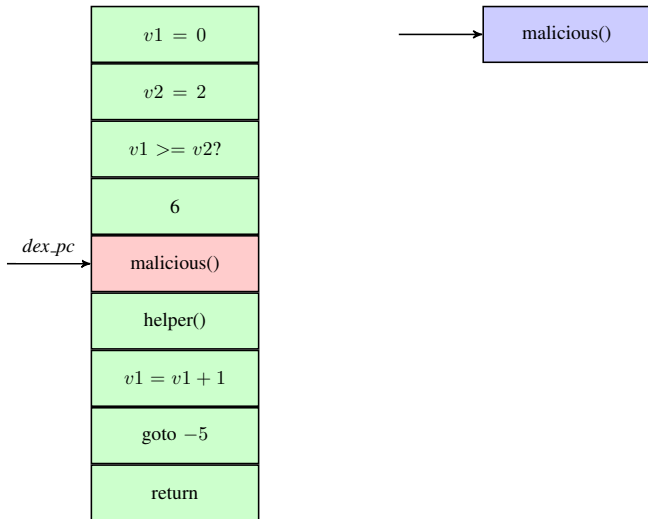 v1 = 0
v2 = 2
v1 >= v2?
6
dex_pc
malicious()
helper()
v1 = v1 + 1
goto −5
return
malicious()